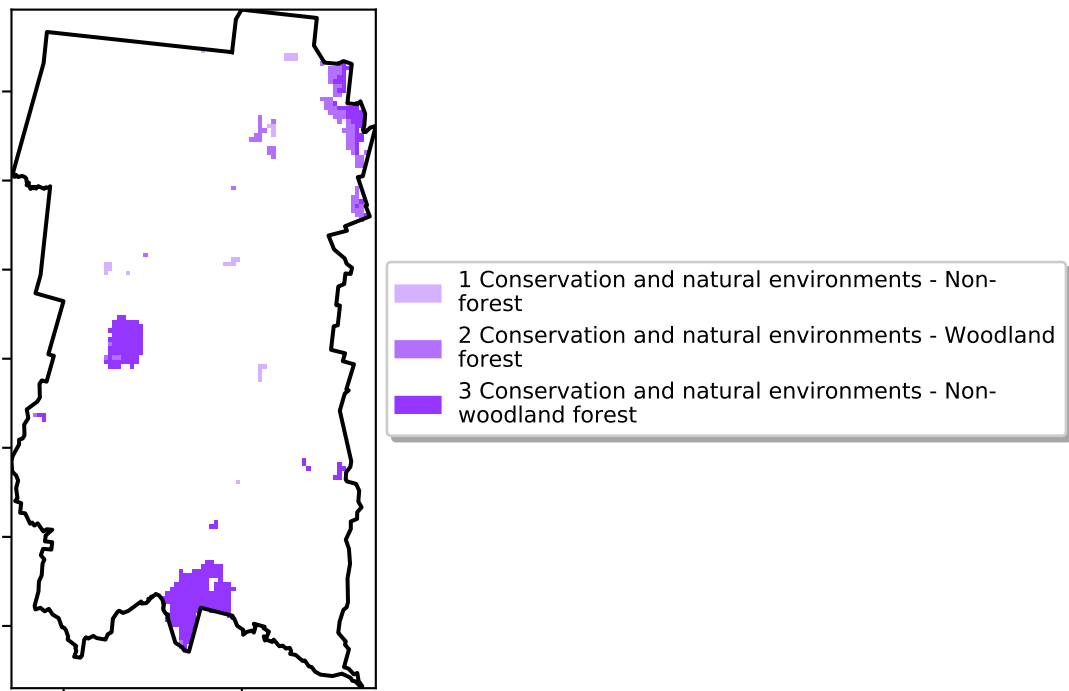 1 Conservation and natural environments - Non-
forest
2 Conservation and natural environments - Woodland
forest
3 Conservation and natural environments - Non-
woodland forest